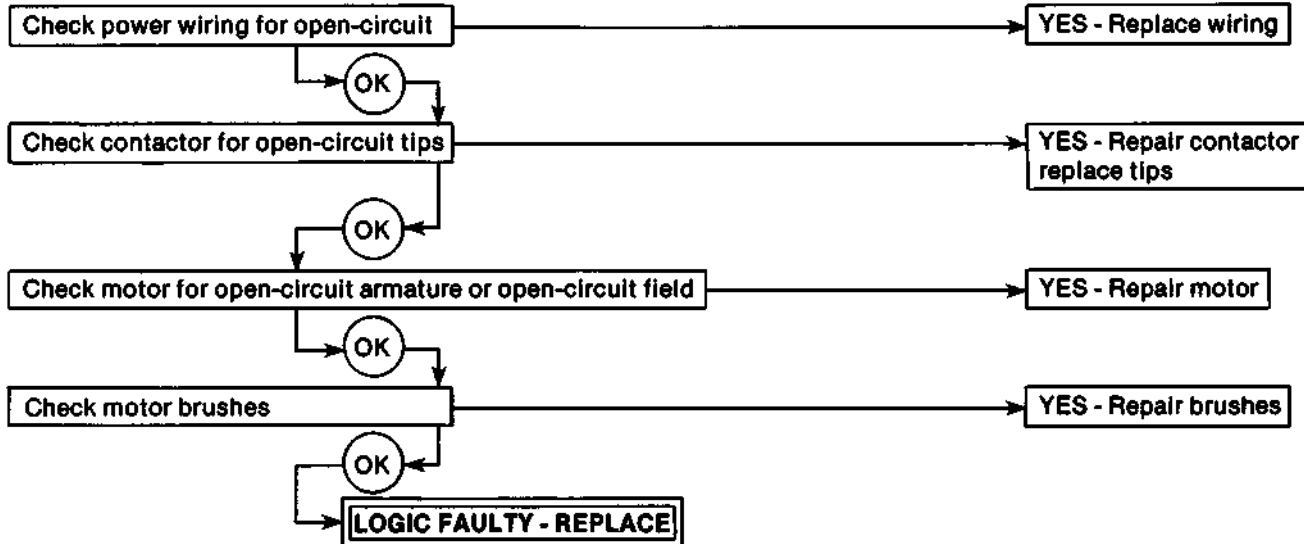 Check power wiring for open-circuit
YES - Replace wiring
OK
Check contactor for open-circuit tips
YES - Repair contactor
replace tips
OK
Check motor for open-circuit armature or open-circuit field
YES - Repair motor
OK
Check motor brushes
YES - Repair brushes
OK
LOGIC FAULTY - REPLACE